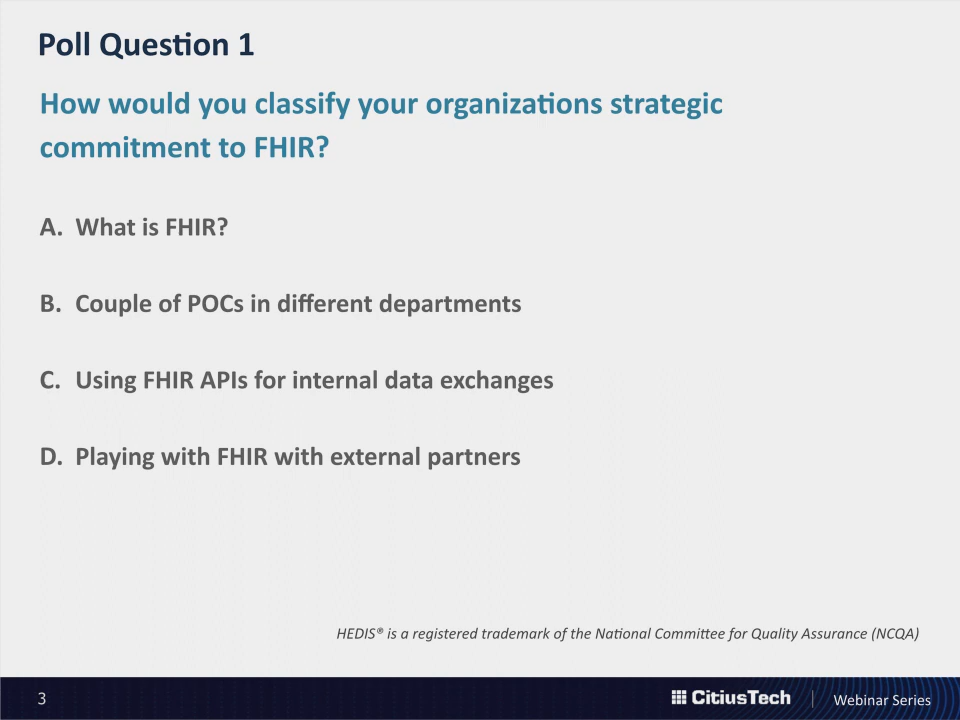 Poll Question 1
How would you classify your organizations strategic
commitment to FHIR?
A. What is FHIR?
B. Couple of POCs in different departments
C. Using FHIR APIs for internal data exchanges
D. Playing with FHIR with external partners
HEDIS® is a registered trademark of the National Committee for Quality Assurance (NCQA)
3
CitiusTech | Webinar Series